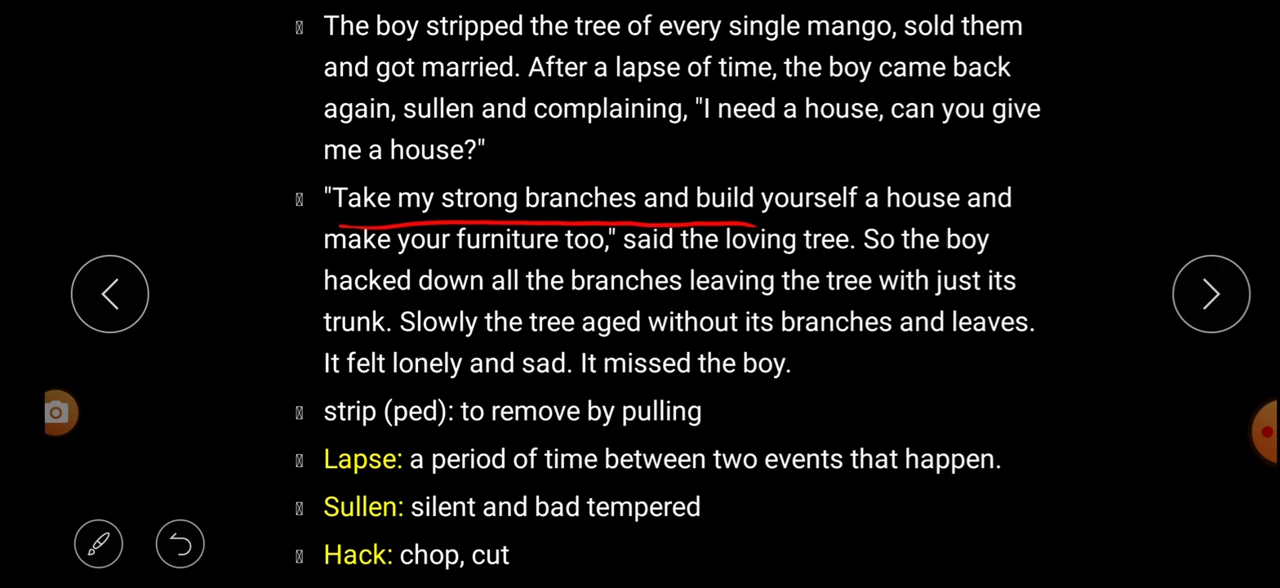 The boy stripped the tree of every single mango, sold them
and got married. After a lapse of time, the boy came back
again, sullen and complaining, "I need a house, can you give
me a house?"
"Take my strong branches and build yourself a house and
make your furniture too," said the loving tree. So the boy
hacked down all the branches leaving the tree with just its
trunk. Slowly the tree aged without its branches and leaves.
It felt lonely and sad. It missed the boy.
strip (ped): to remove by pulling
Lapse: a period of time between two events that happen.
Sullen: silent and bad tempered
Hack: chop, cut